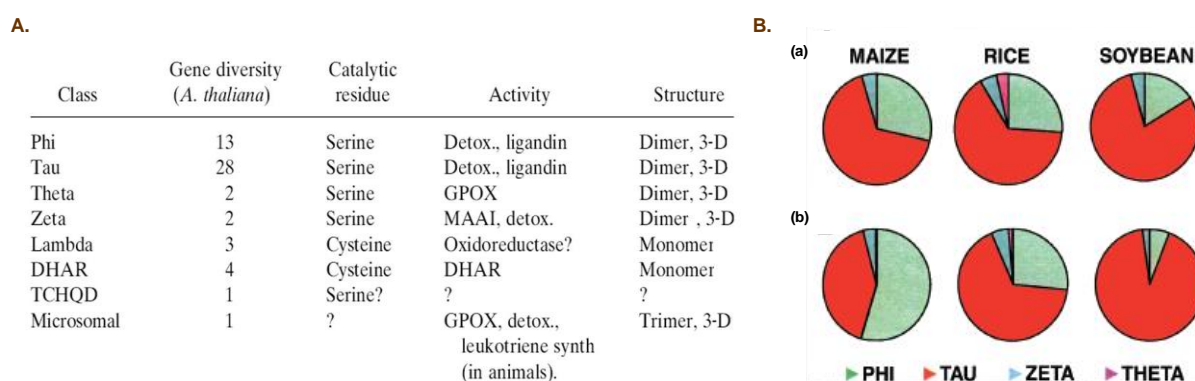 A.
Class Gene diversity (A. thaliana) Catalytic residue Activity Structure
Phi 13 Serine Detox., ligandin Dimer, 3-D
Tau 28 Serine Detox., ligandin Dimer, 3-D
Theta 2 Serine GPOX Dimer, 3-D
Zeta 2 Serine MAAI, detox. Dimer , 3-D
Lambda 3 Cysteine Oxidoreductase? Monomer
DHAR 4 Cysteine DHAR Monomer
TCHQD 1 Serine? ? ?
Microsomal 1 ? GPOX, detox., Trimer, 3-D
leukotriene synth
(in animals).
B.
(a)
MAIZE RICE SOYBEAN
(b)
PHI TAU ZETA THETA